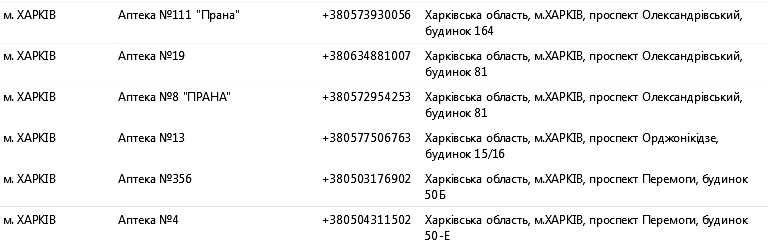 м. ХАРКІВ Аптека №111 "Прана" +380573930056 Харківська область, м.ХАРКІВ, проспект Олександрівський,
будинок 164
м. ХАРКІВ Аптека №19 +380634881007 Харківська область, м.ХАРКІВ, проспект Олександрівський,
будинок 81
м. ХАРКІВ Аптека №8 "ПРАНА" +380572954253 Харківська область, м.ХАРКІВ, проспект Олександрівський,
будинок 81
м. ХАРКІВ Аптека №13 +380577506763 Харківська область, м.ХАРКІВ, проспект Орджонікідзе,
будинок 15/16
м. ХАРКІВ Аптека №356 +380503176902 Харківська область, м.ХАРКІВ, проспект Перемоги, будинок
50Б
м. ХАРКІВ Аптека №4 +380504311502 Харківська область, м.ХАРКІВ, проспект Перемоги, будинок
50-Е